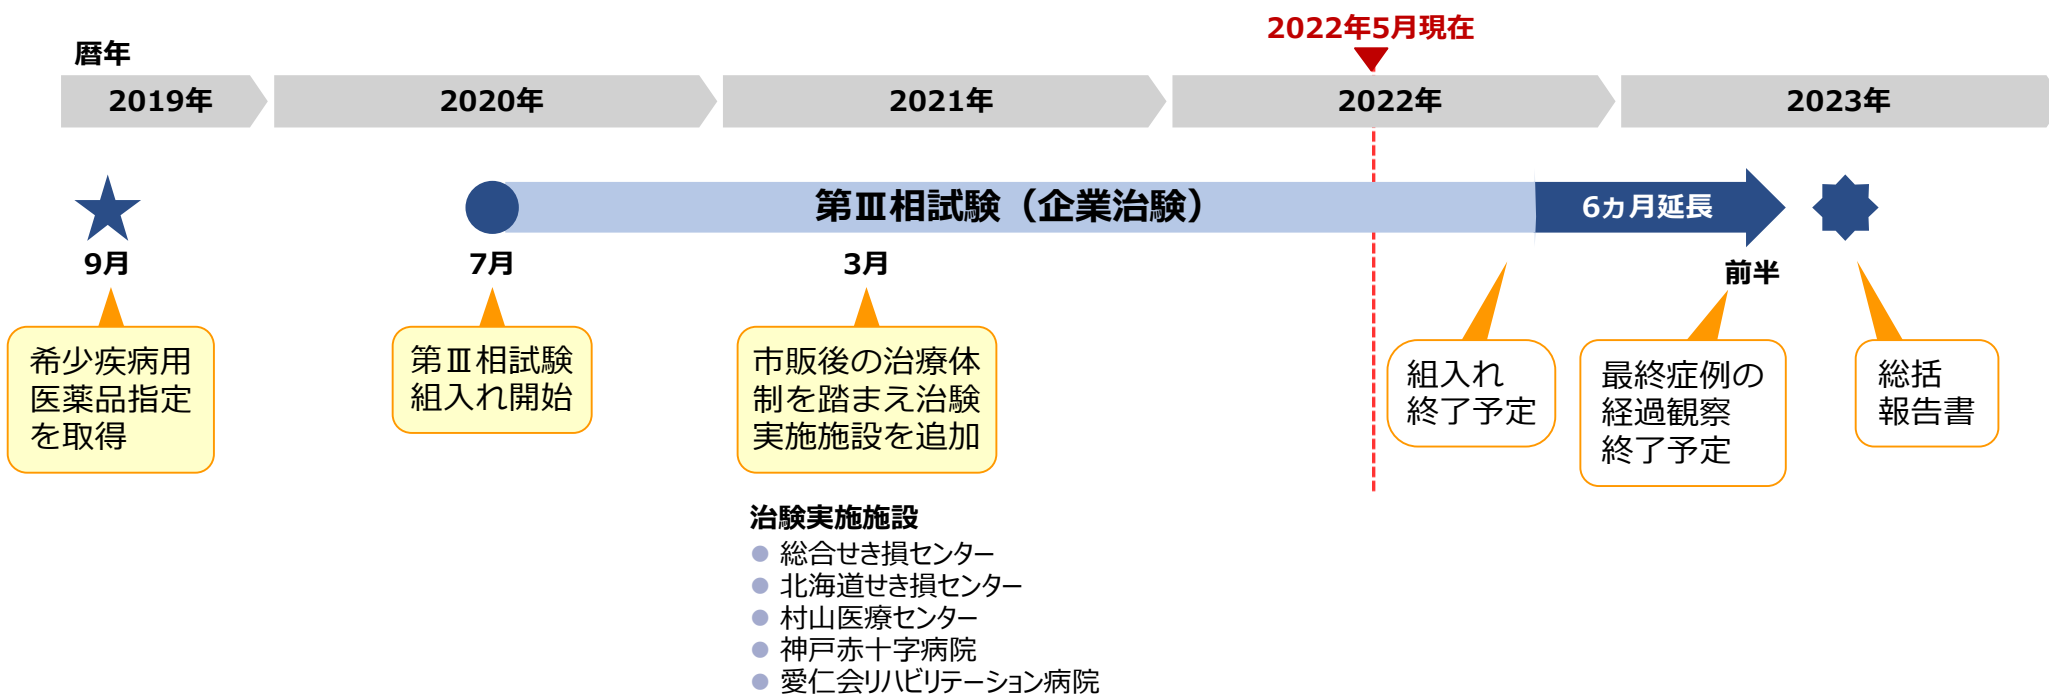 2022年5月現在
暦年
2019年
2020年
2021年
2022年
2023年
第Ⅲ相試験（企業治験）
6ヵ月延長
9月
7月
3月
前半
希少疾病用
医薬品指定
を取得
第Ⅲ相試験
組入れ開始
市販後の治療体
制を踏まえ治験
実施施設を追加
組入れ
終了予定
最終症例の
経過観察
終了予定
総括
報告書
治験実施施設
● 総合せき損センター
● 北海道せき損センター
● 村山医療センター
● 神戸赤十字病院
● 愛仁会リハビリテーション病院